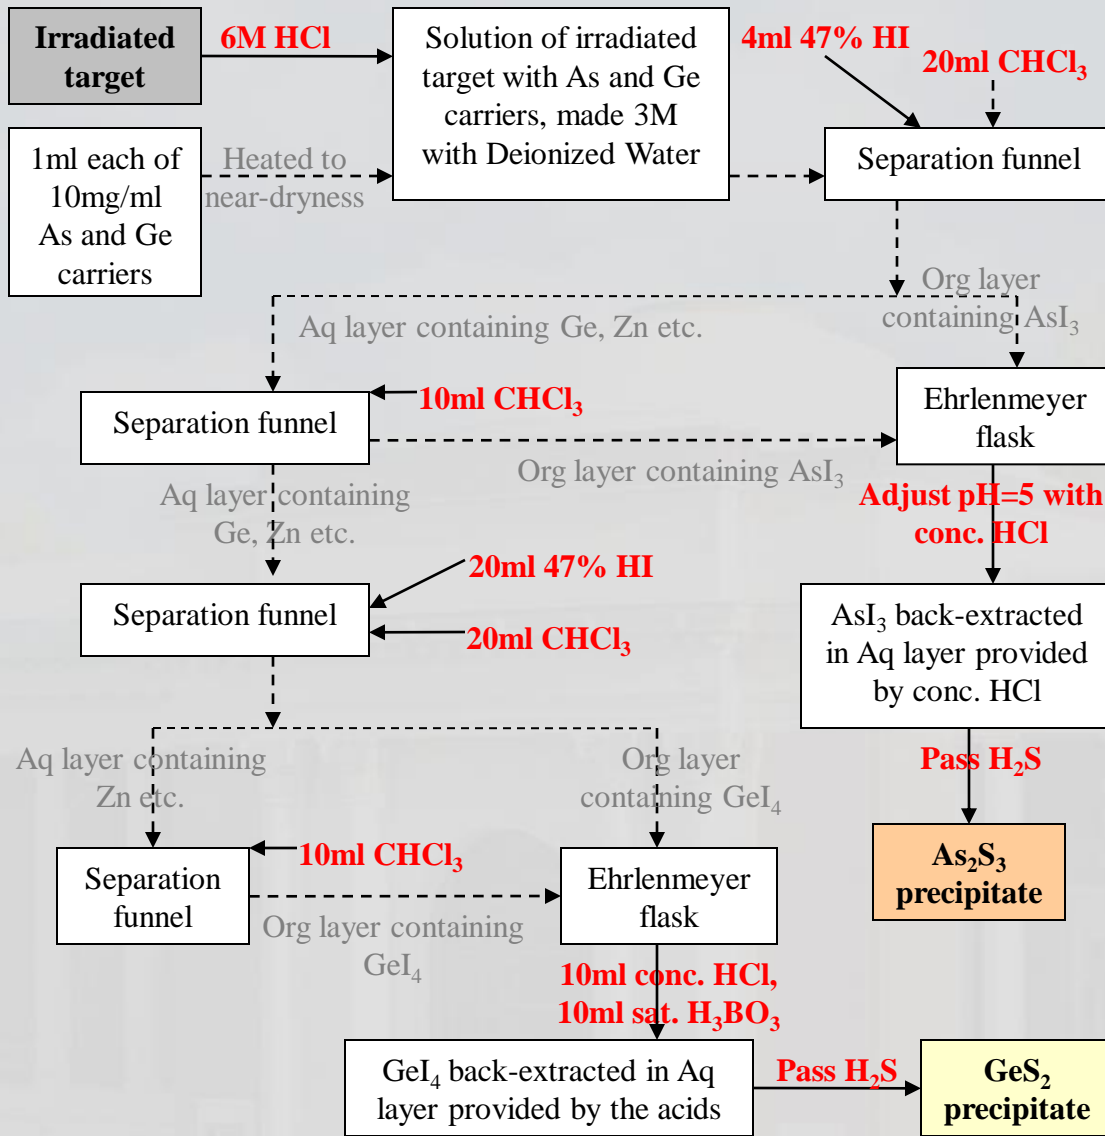 Irradiated
target
6M HCl
Solution of irradiated
target with As and Ge
carriers, made 3M
with Deionized Water
4ml 47% HI
20ml CHCl₃
1ml each of
10mg/ml
As and Ge
carriers
Heated to
near-dryness
Separation funnel
Org layer
containing AsI₃
Aq layer containing Ge, Zn etc.
Separation funnel
10ml CHCl₃
Ehrlenmeyer
flask
Org layer containing AsI₃
Aq layer containing
Ge, Zn etc.
Adjust pH=5 with
conc. HCl
Separation funnel
20ml 47% HI
20ml CHCl₃
AsI₃ back-extracted
in Aq layer provided
by conc. HCl
Aq layer containing
Zn etc.
Org layer
containing GeI₄
Pass H₂S
Separation
funnel
10ml CHCl₃
Ehrlenmeyer
flask
As₂S₃
precipitate
Org layer containing
GeI₄
10ml conc. HCl,
10ml sat. H₃BO₃
GeI₄ back-extracted in Aq
layer provided by the acids
Pass H₂S
GeS₂
precipitate